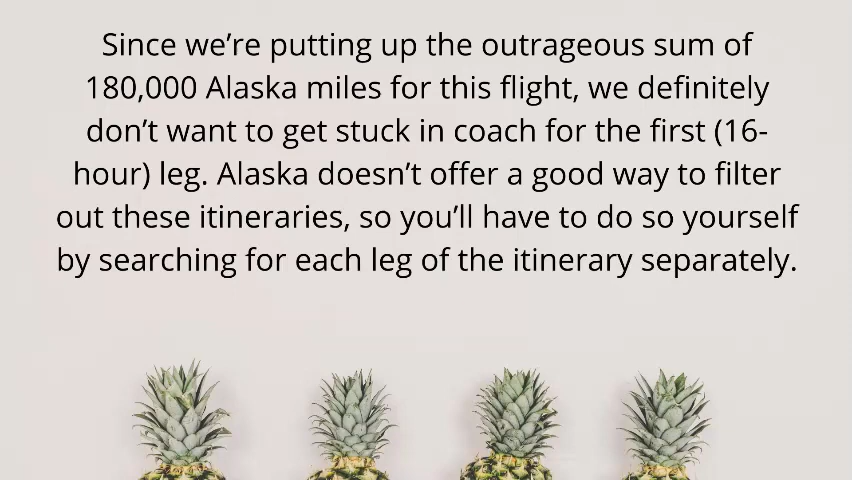 Since we’re putting up the outrageous sum of
180,000 Alaska miles for this flight, we definitely
don’t want to get stuck in coach for the first (16-
hour) leg. Alaska doesn’t offer a good way to filter
out these itineraries, so you’ll have to do so yourself
by searching for each leg of the itinerary separately.